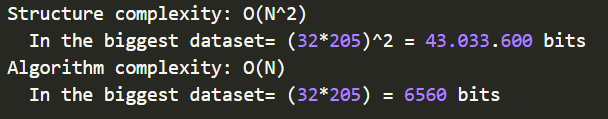 Structure complexity: O(N^2)
In the biggest dataset= (32*205)^2 = 43.033.600 bits
Algorithm complexity: O(N)
In the biggest dataset= (32*205) = 6560 bits